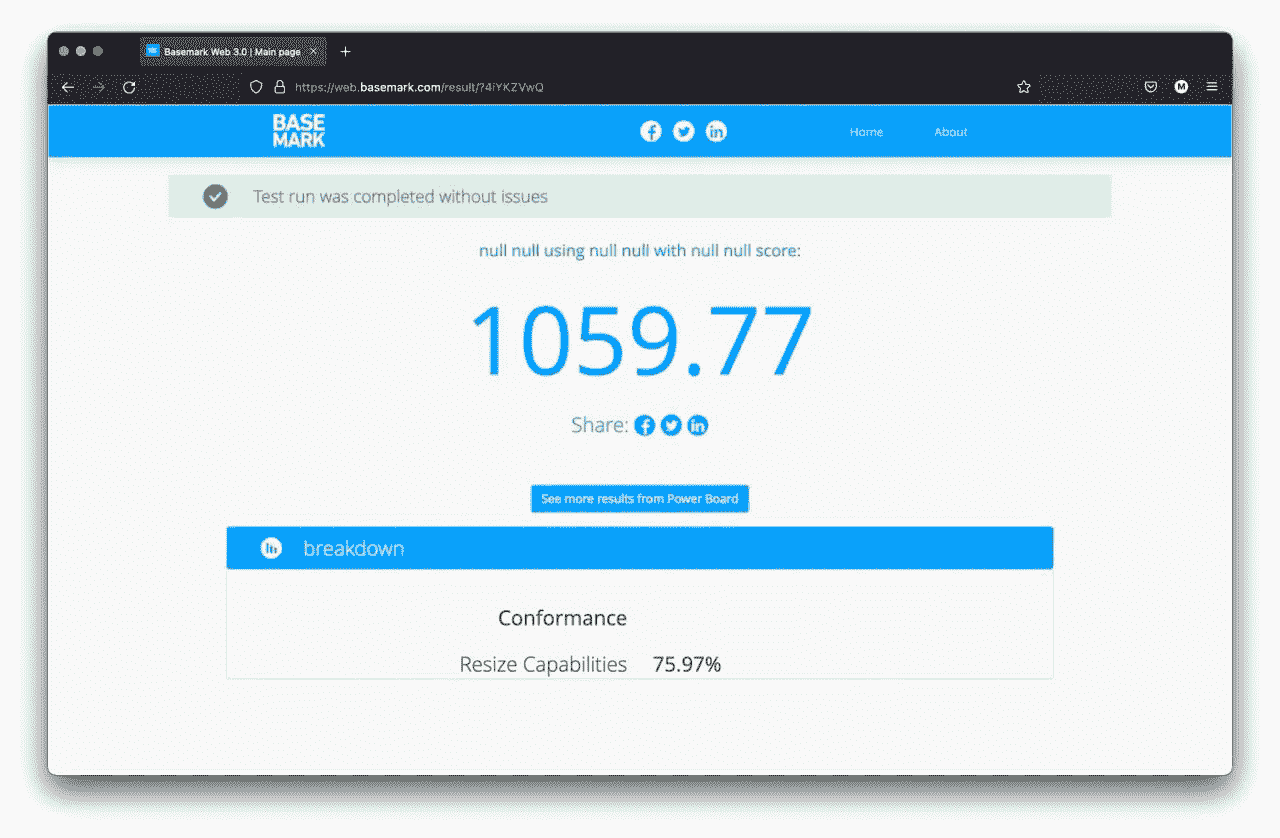 Basemark Web 3.0 | Main page
https://web.basemark.com/result/?4iYKZVwQ
M
BASE
MARK
Home About
Test run was completed without issues
null null using null null with null null score:
1059.77
Share:
See more results from Power Board
breakdown
Conformance
Resize Capabilities 75.97%